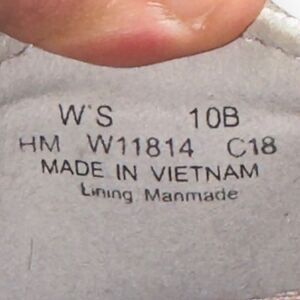 W'S 10B
HM W11814 C18
MADE IN VIETNAM
Lining Manmade